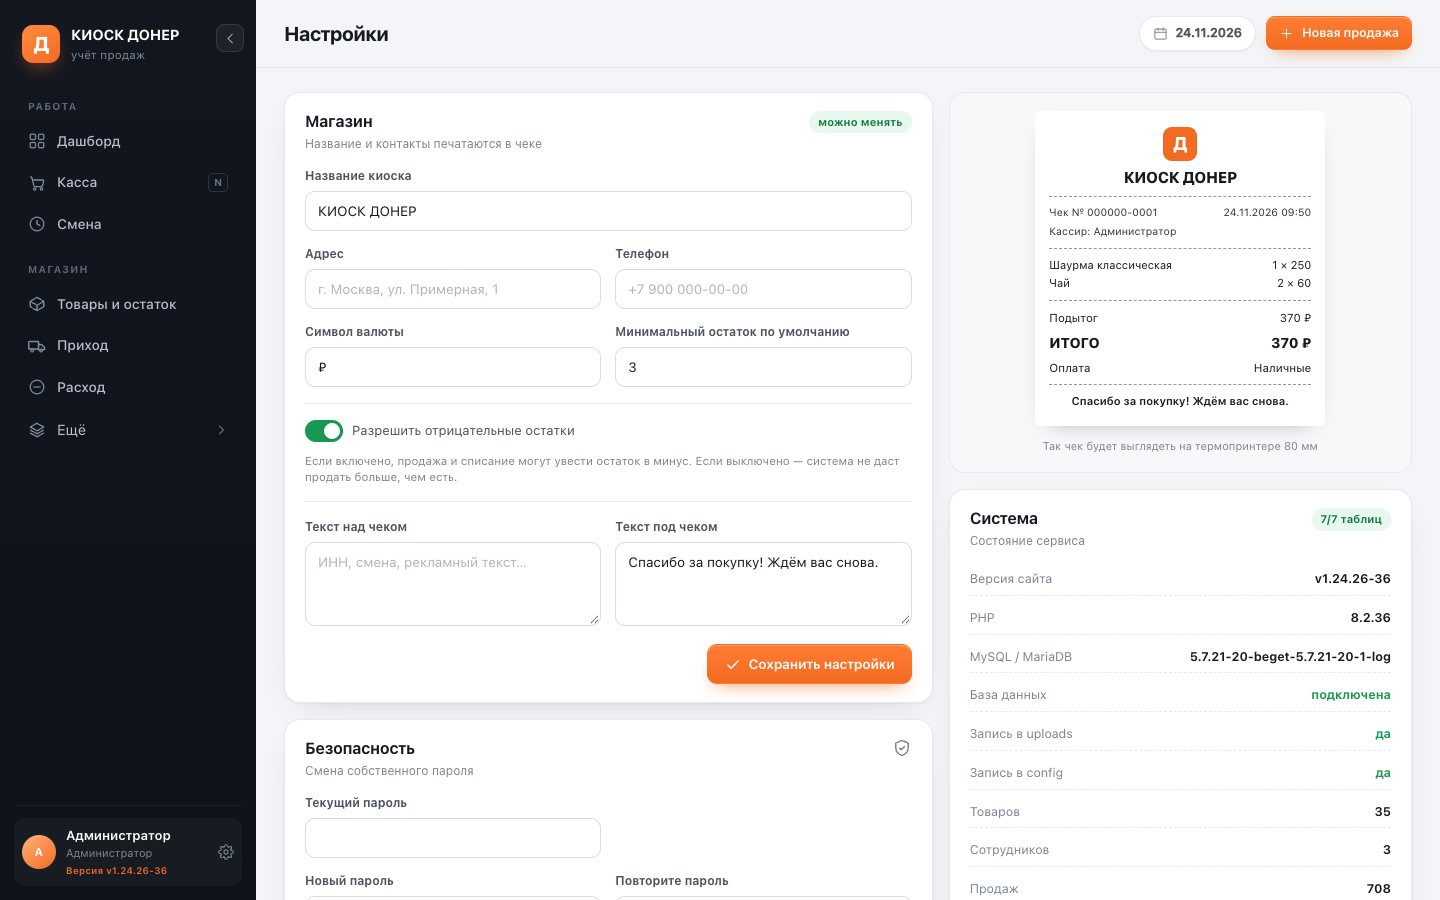 Д
КИОСК ДОНЕР
учёт продаж
РАБОТА
Дашборд
Касса
N
Смена
МАГАЗИН
Товары и остаток
Приход
Расход
Ещё
А
Администратор
Администратор
Версия v1.24.26-36
Настройки
24.11.2026
Новая продажа
Магазин
можно менять
Название и контакты печатаются в чеке
Название киоска
КИОСК ДОНЕР
Адрес
Телефон
г. Москва, ул. Примерная, 1
+7 900 000-00-00
Символ валюты
Минимальный остаток по умолчанию
₽
3
Разрешить отрицательные остатки
Если включено, продажа и списание могут увести остаток в минус. Если выключено — система не даст
продать больше, чем есть.
Текст над чеком
Текст под чеком
ИНН, смена, рекламный текст...
Спасибо за покупку! Ждём вас снова.
Сохранить настройки
Безопасность
Смена собственного пароля
Текущий пароль
Новый пароль
Повторите пароль
Д
КИОСК ДОНЕР
Чек № 000000-0001
24.11.2026 09:50
Кассир: Администратор
Шаурма классическая
1 × 250
Чай
2 × 60
Подытог
370 ₽
ИТОГО
370 ₽
Оплата
Наличные
Спасибо за покупку! Ждём вас снова.
Так чек будет выглядеть на термопринтере 80 мм
Система
7/7 таблиц
Состояние сервиса
Версия сайта
v1.24.26-36
PHP
8.2.36
MySQL / MariaDB
5.7.21-20-beget-5.7.21-20-1-log
База данных
подключена
Запись в uploads
да
Запись в config
да
Товаров
35
Сотрудников
3
Продаж
708